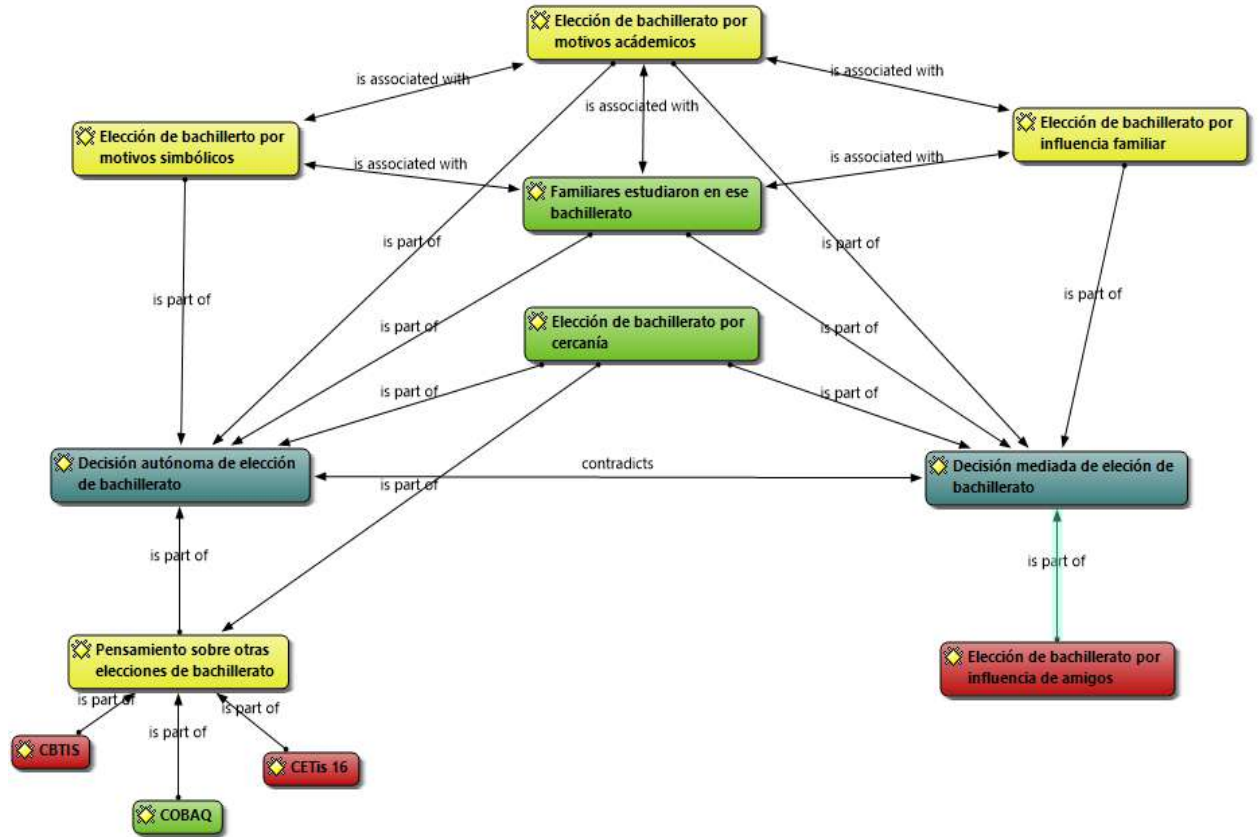 Elección de bachillerato por
motivos acádemicos
is associated with
is associated with
is associated with
Elección de bachillerto por
motivos simbólicos
Elección de bachillerato por
influencia familiar
is associated with
is associated with
Familiares estudiaron en ese
bachillerato
is part of
is part of
is part of
is part of
Elección de bachillerato por
cercanía
is part of
is part of
is part of
is part of
Decisión autónoma de elección
de bachillerato
contradicts
Decisión mediada de eleción de
bachillerato
is part of
is part of
is part of
Pensamiento sobre otras
elecciones de bachillerato
Elección de bachillerato por
influencia de amigos
is part of
is part of
is part of
CBTIS
CETis 16
COBAQ